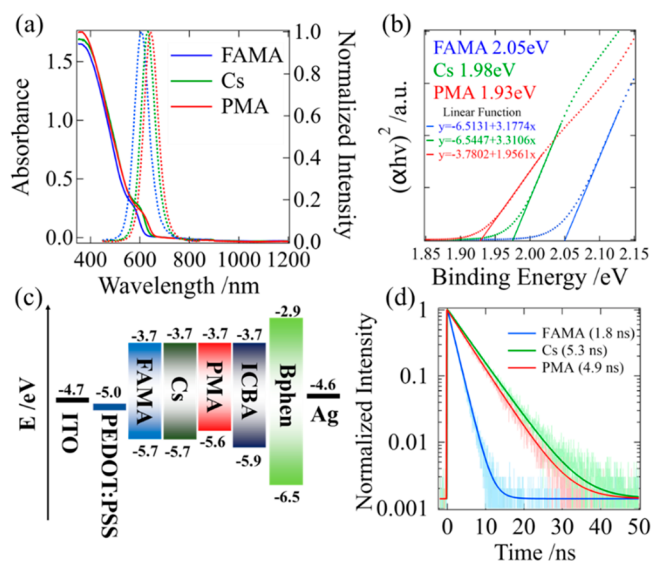 (a)
FAMA
Cs
PMA
Absorbance
1.5
1.0
0.5
0.0
400
600
800
1000
1200
Wavelength /nm
1.0
0.8
0.6
0.4
0.2
0.0
Normalized Intensity
(b)
FAMA 2.05eV
Cs 1.98eV
PMA 1.93eV
Linear Function
y=-6.5131+3.1774x
y=-6.5447+3.3106x
y=-3.7802+1.9561x
(αhν)² /a.u.
1.85
1.90
1.95
2.00
2.05
2.10
2.15
Binding Energy /eV
(c)
E /eV
-4.7
ITO
-5.0
PEDOT:PSS
-3.7
FAMA
-5.7
-3.7
Cs
-5.7
-3.7
PMA
-5.6
-3.7
ICBA
-5.9
-2.9
Bphen
-6.5
-4.6
Ag
(d)
FAMA (1.8 ns)
Cs (5.3 ns)
PMA (4.9 ns)
Normalized Intensity
1
0.1
0.01
0.001
0
10
20
30
40
50
Time /ns